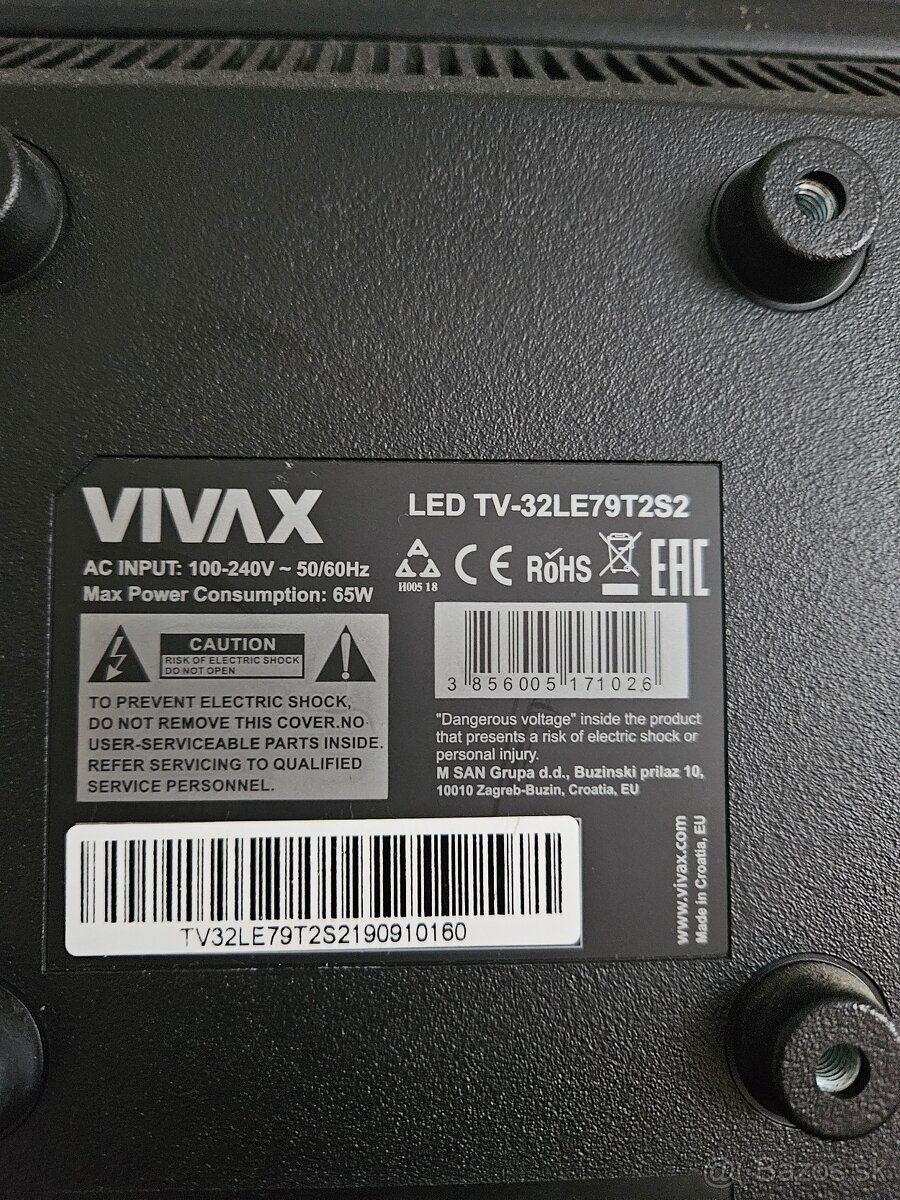 VIVAX
LED TV-32LE79T2S2
AC INPUT: 100-240V ~ 50/60Hz
Max Power Consumption: 65W
H005 18
CE RoHS EAC
CAUTION
RISK OF ELECTRIC SHOCK
DO NOT OPEN
TO PREVENT ELECTRIC SHOCK,
DO NOT REMOVE THIS COVER.NO
USER-SERVICEABLE PARTS INSIDE.
REFER SERVICING TO QUALIFIED
SERVICE PERSONNEL.
3 856005 171026
"Dangerous voltage" inside the product
that presents a risk of electric shock or
personal injury.
M SAN Grupa d.d., Buzinski prilaz 10,
10010 Zagreb-Buzin, Croatia, EU
www.vivax.com
Made in Croatia, EU
TV32LE79T2S2190910160
@ Bazos.sk